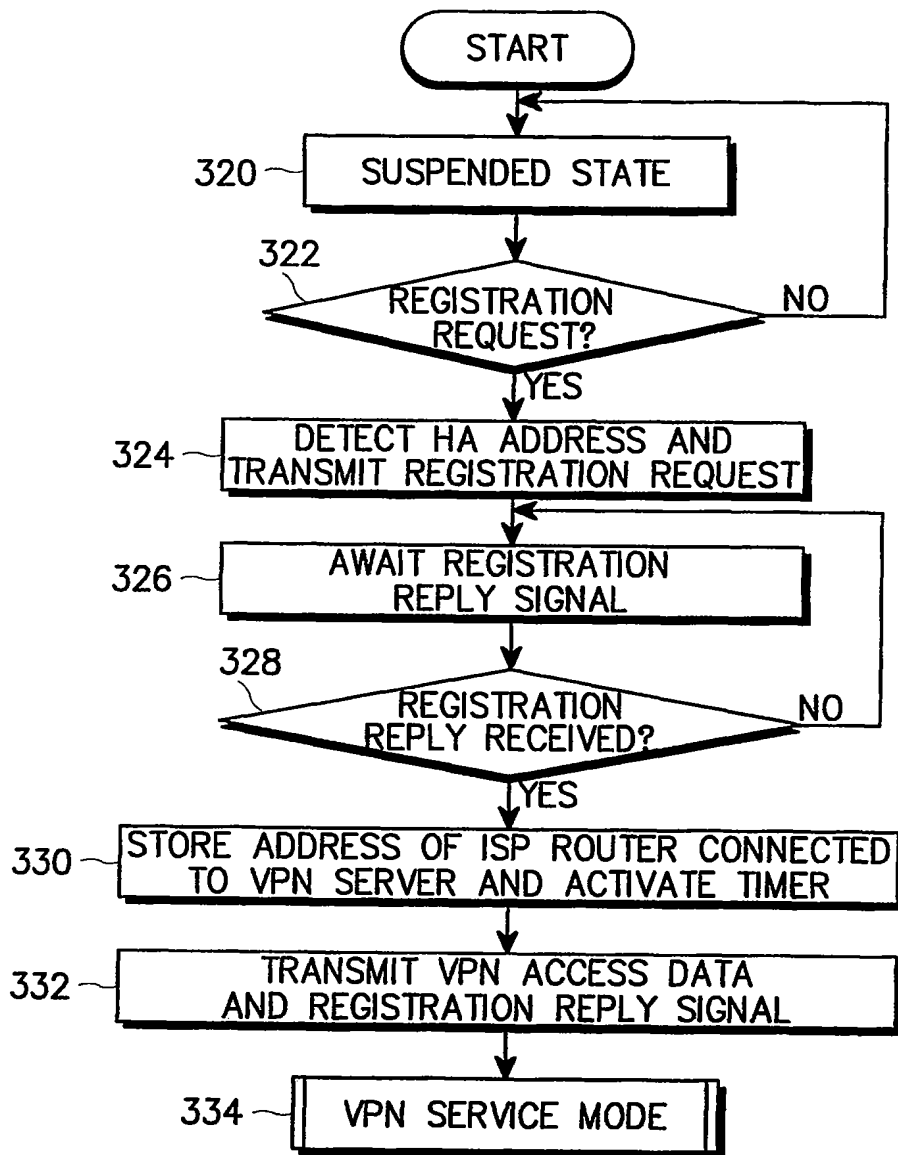 START
320
SUSPENDED STATE
322
REGISTRATION
REQUEST?
NO
YES
324
DETECT HA ADDRESS AND
TRANSMIT REGISTRATION REQUEST
326
AWAIT REGISTRATION
REPLY SIGNAL
328
REGISTRATION
REPLY RECEIVED?
NO
YES
330
STORE ADDRESS OF ISP ROUTER CONNECTED
TO VPN SERVER AND ACTIVATE TIMER
332
TRANSMIT VPN ACCESS DATA
AND REGISTRATION REPLY SIGNAL
334
VPN SERVICE MODE